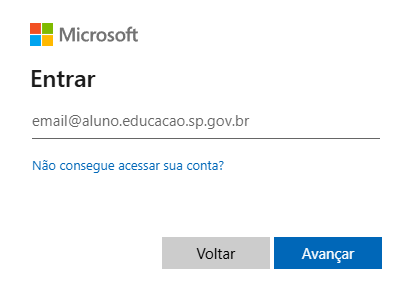 Microsoft
Entrar
email@aluno.educacao.sp.gov.br
Não consegue acessar sua conta?
Voltar
Avançar